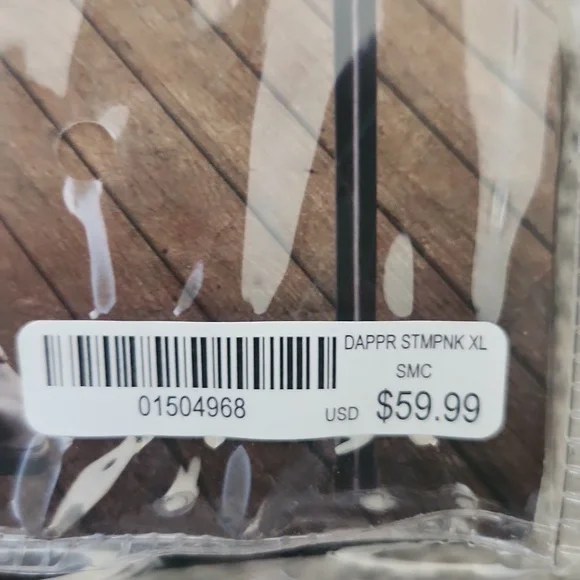 DAPPR STMPNK XL
SMC
01504968
USD $59.99